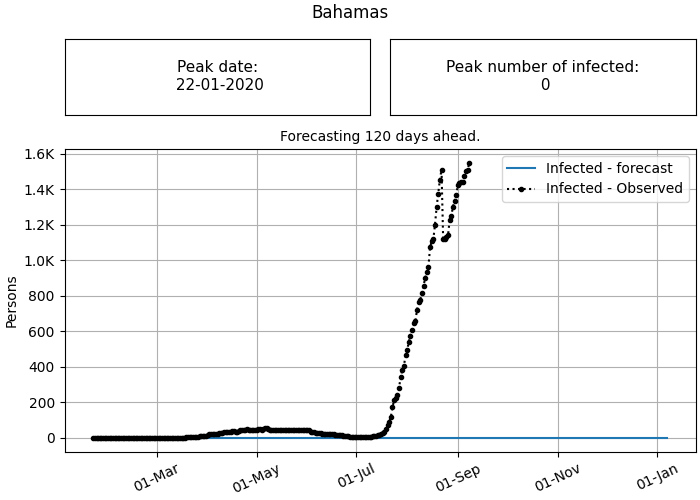 Bahamas
Peak date:
22-01-2020
Peak number of infected:
0
Forecasting 120 days ahead.
1.6K
1.4K
1.2K
1.0K
800
600
400
200
0
Persons
Infected - forecast
Infected - Observed
01-Mar
01-May
01-Jul
01-Sep
01-Nov
01-Jan